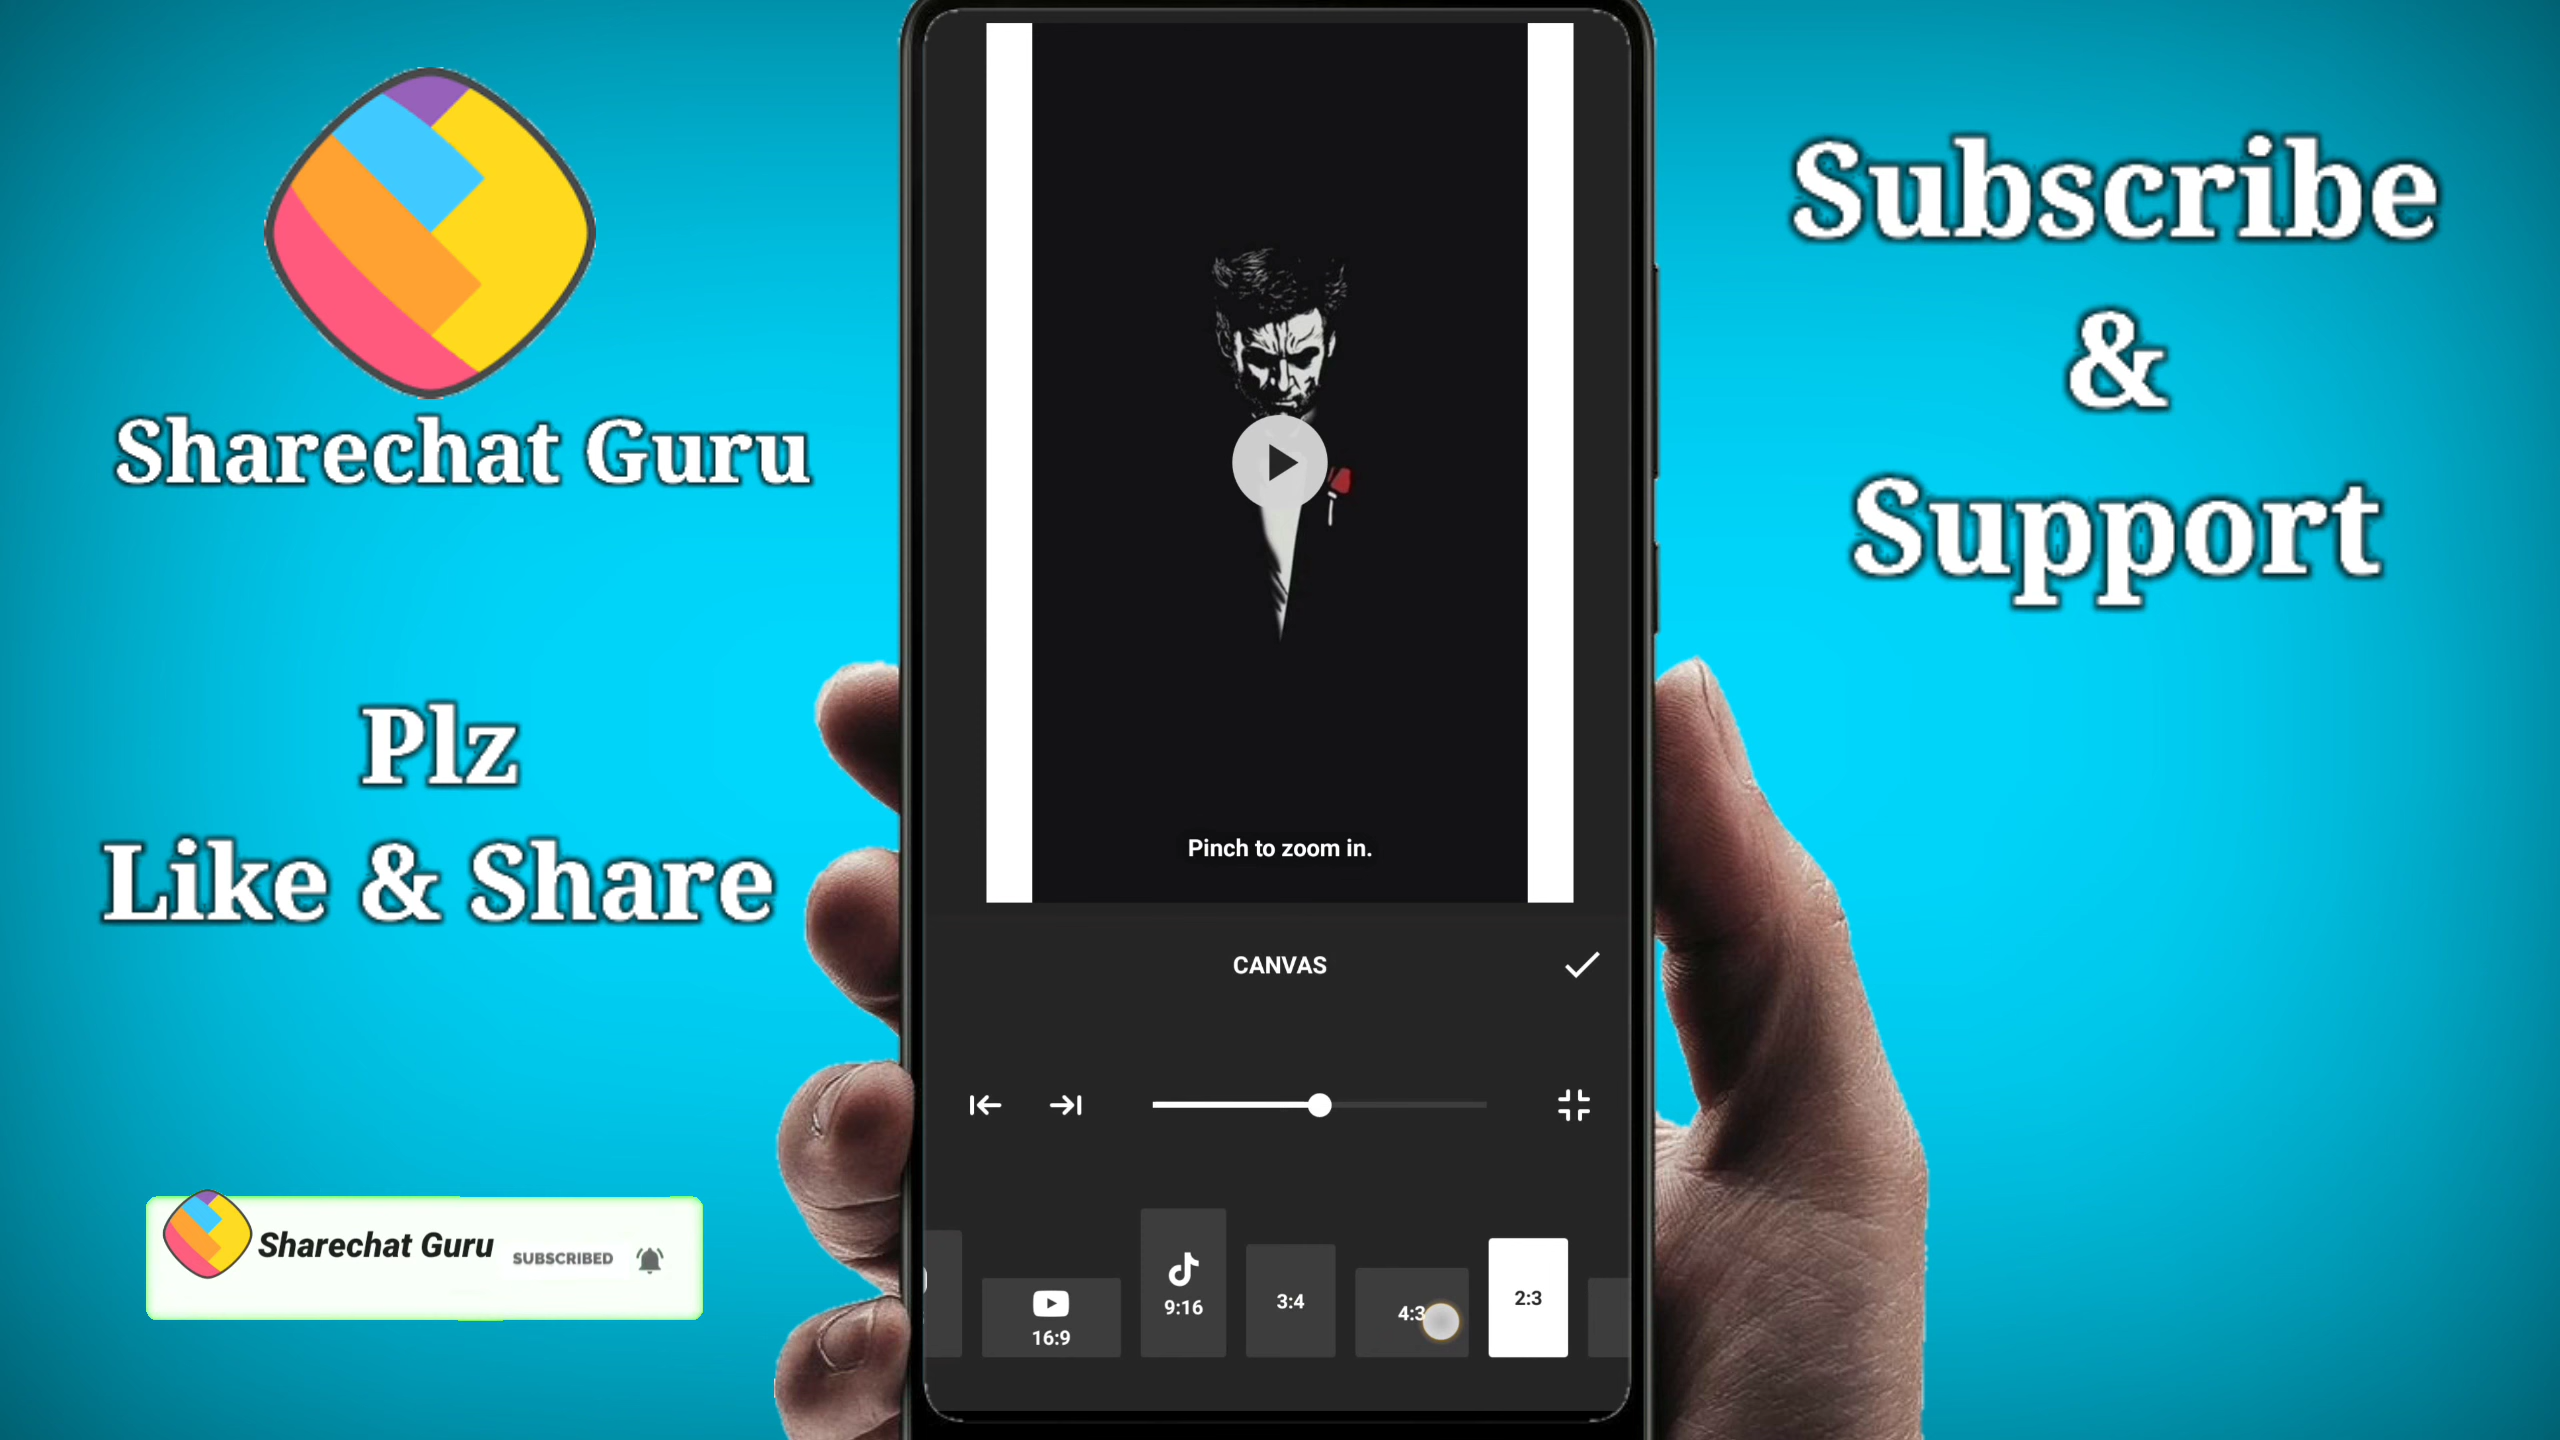 Sharechat Guru
Plz
Like & Share
Sharechat Guru
SUBSCRIBED
Pinch to zoom in.
CANVAS
16:9
9:16
3:4
4:3
2:3
Subscribe
&
Support